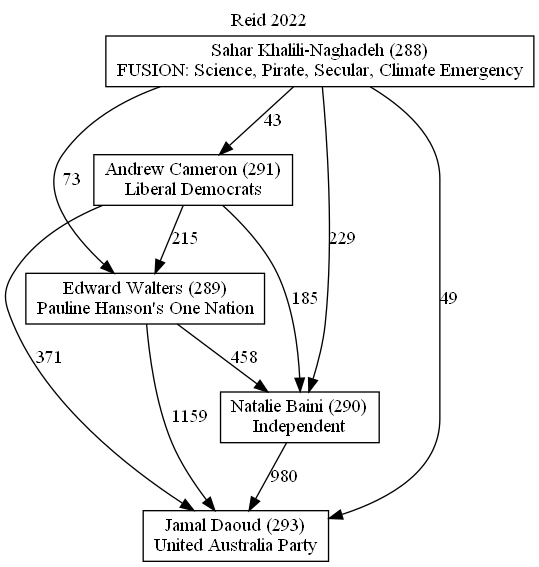 Reid 2022
Sahar Khalili-Naghadeh (288)
FUSION: Science, Pirate, Secular, Climate Emergency
43
Andrew Cameron (291)
Liberal Democrats
73
215
229
Edward Walters (289)
Pauline Hanson's One Nation
185
49
371
458
Natalie Baini (290)
Independent
1159
980
Jamal Daoud (293)
United Australia Party